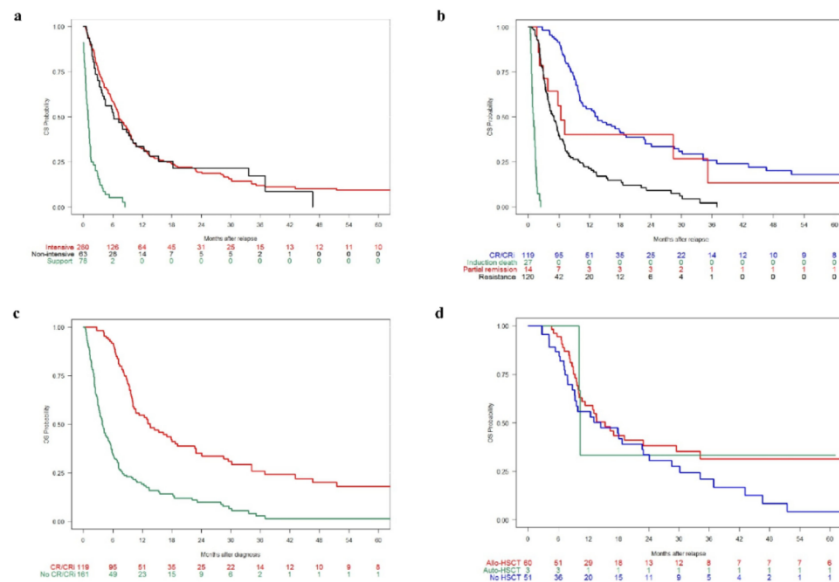 a
1.00
0.75
0.50
0.25
0.00
OS Probability
0 6 12 18 24 30 36 42 48 54 60
Months after relapse
Intensive 280 126 64 45 31 25 15 13 12 11 10
Non-intensive 63 28 14 7 5 5 2 1 0 0 0
Support 75 2 0 0 0 0 0 0 0 0 0
b
1.00
0.75
0.50
0.25
0.00
OS Probability
0 6 12 18 24 30 36 42 48 54 60
Months after relapse
CR/CRi 119 95 51 35 25 22 14 12 10 9 8
Induction death 27 0 0 0 0 0 0 0 0 0 0
Partial remission 14 7 3 3 3 2 1 1 1 1 1
Resistance 120 42 20 12 6 4 1 0 0 0 0
c
1.00
0.75
0.50
0.25
0.00
OS Probability
0 6 12 18 24 30 36 42 48 54 60
Months after diagnosis
CR/CRi 119 95 51 35 25 22 14 12 10 9 8
No CR/CRi 161 49 23 15 9 6 2 1 1 1 1
d
1.00
0.75
0.50
0.25
0.00
OS Probability
0 6 12 18 24 30 36 42 48 54 60
Months after relapse
Allo-HSCT 60 51 29 18 13 12 8 7 7 7 6
Auto-HSCT 3 3 1 1 1 1 1 1 1 1 1
No HSCT 51 36 20 15 11 9 5 4 2 1 1